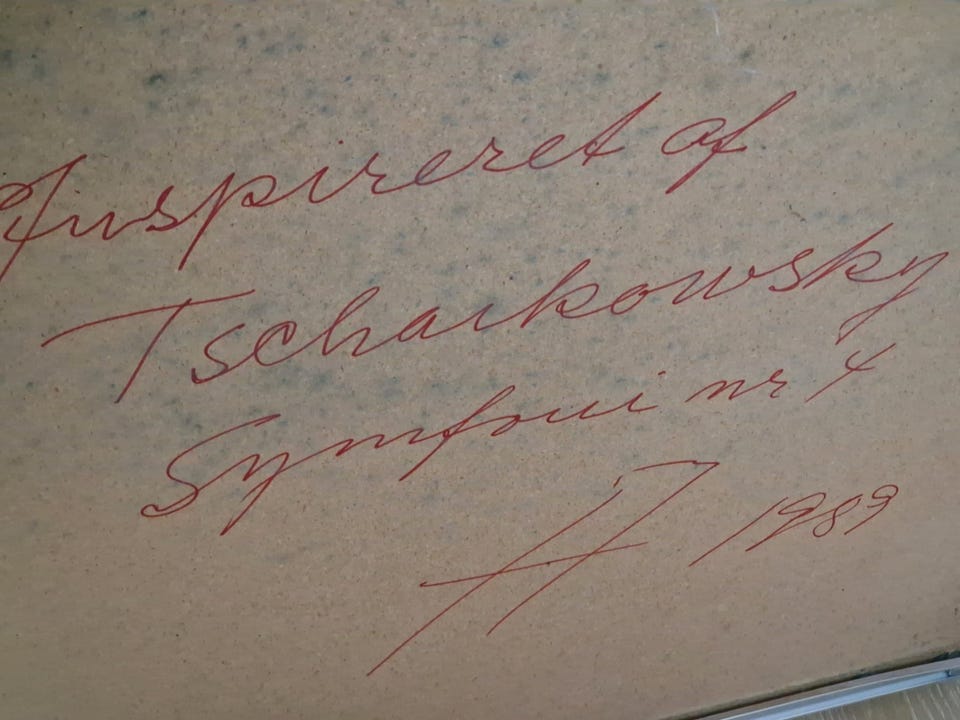 Inspireret af
Tschaikowsky
Symfoni nr 4
1989